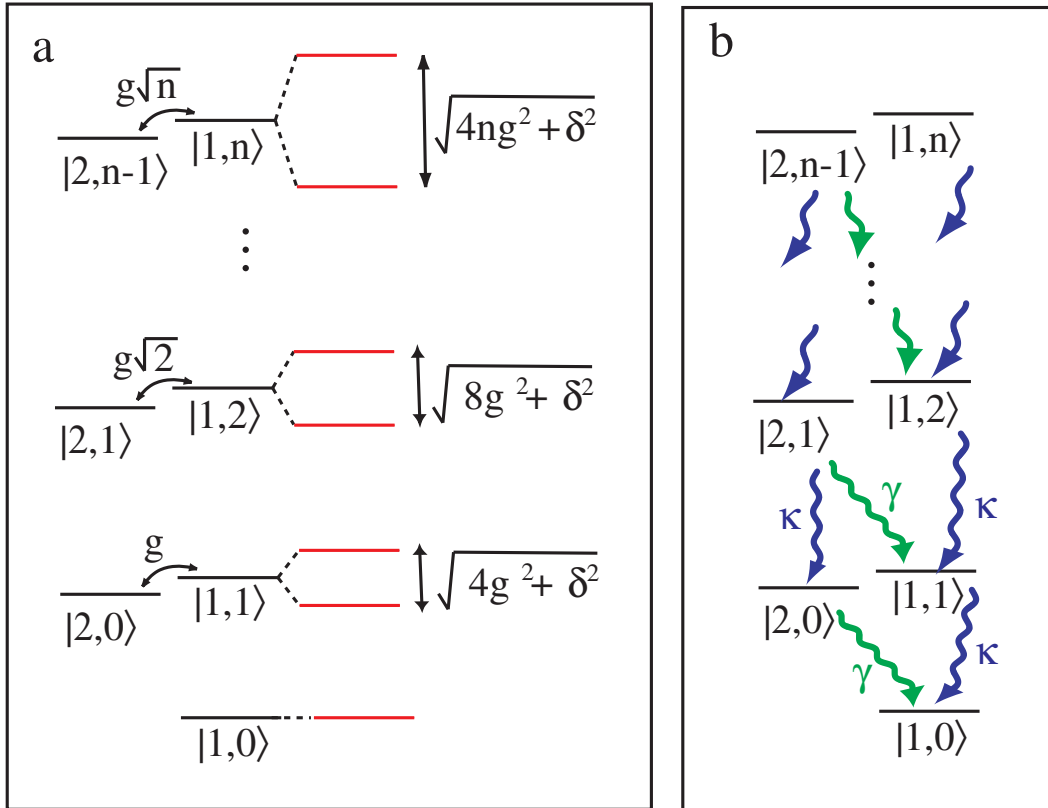 a
g√n
|2,n-1⟩
|1,n⟩
√4ng² + δ²
⋮
g√2
|2,1⟩
|1,2⟩
√8g² + δ²
g
|2,0⟩
|1,1⟩
√4g² + δ²
|1,0⟩
b
|2,n-1⟩
|1,n⟩
⋮
|2,1⟩
|1,2⟩
κ
γ
κ
|2,0⟩
|1,1⟩
γ
κ
|1,0⟩